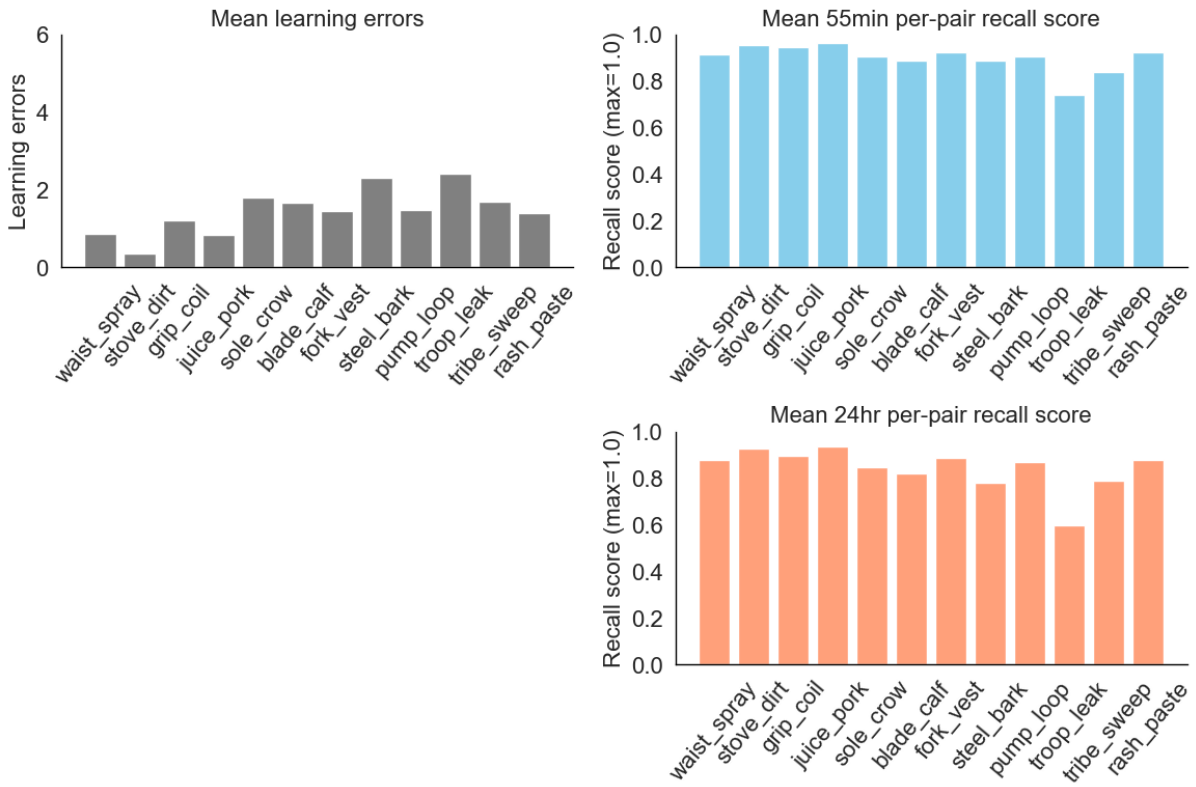 Mean learning errors
Learning errors
6
4
2
0
waist_spray
stove_dirt
grip_coil
juice_pork
sole_crow
blade_calf
fork_vest
steel_bark
pump_loop
troop_leak
tribe_sweep
rash_paste
Mean 55min per-pair recall score
Recall score (max=1.0)
1.0
0.8
0.6
0.4
0.2
0.0
waist_spray
stove_dirt
grip_coil
juice_pork
sole_crow
blade_calf
fork_vest
steel_bark
pump_loop
troop_leak
tribe_sweep
rash_paste
Mean 24hr per-pair recall score
Recall score (max=1.0)
1.0
0.8
0.6
0.4
0.2
0.0
waist_spray
stove_dirt
grip_coil
juice_pork
sole_crow
blade_calf
fork_vest
steel_bark
pump_loop
troop_leak
tribe_sweep
rash_paste